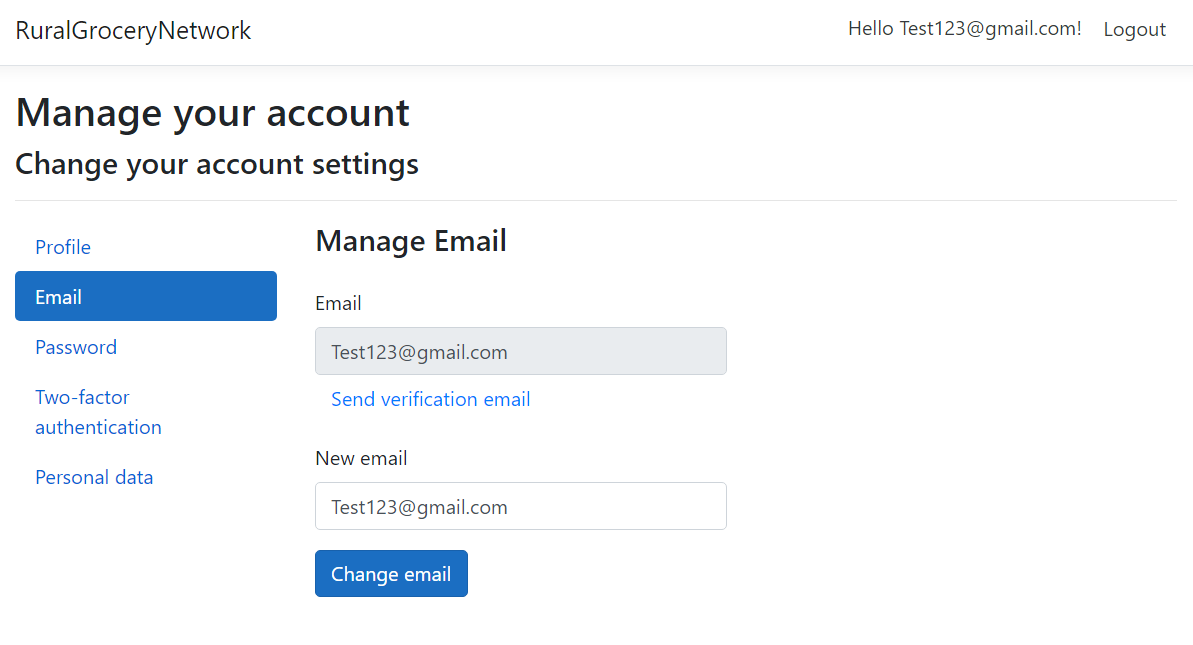 RuralGroceryNetwork
Hello Test123@gmail.com!
Logout
Manage your account
Change your account settings
Profile
Email
Password
Two-factor
authentication
Personal data
Manage Email
Email
Test123@gmail.com
Send verification email
New email
Test123@gmail.com
Change email